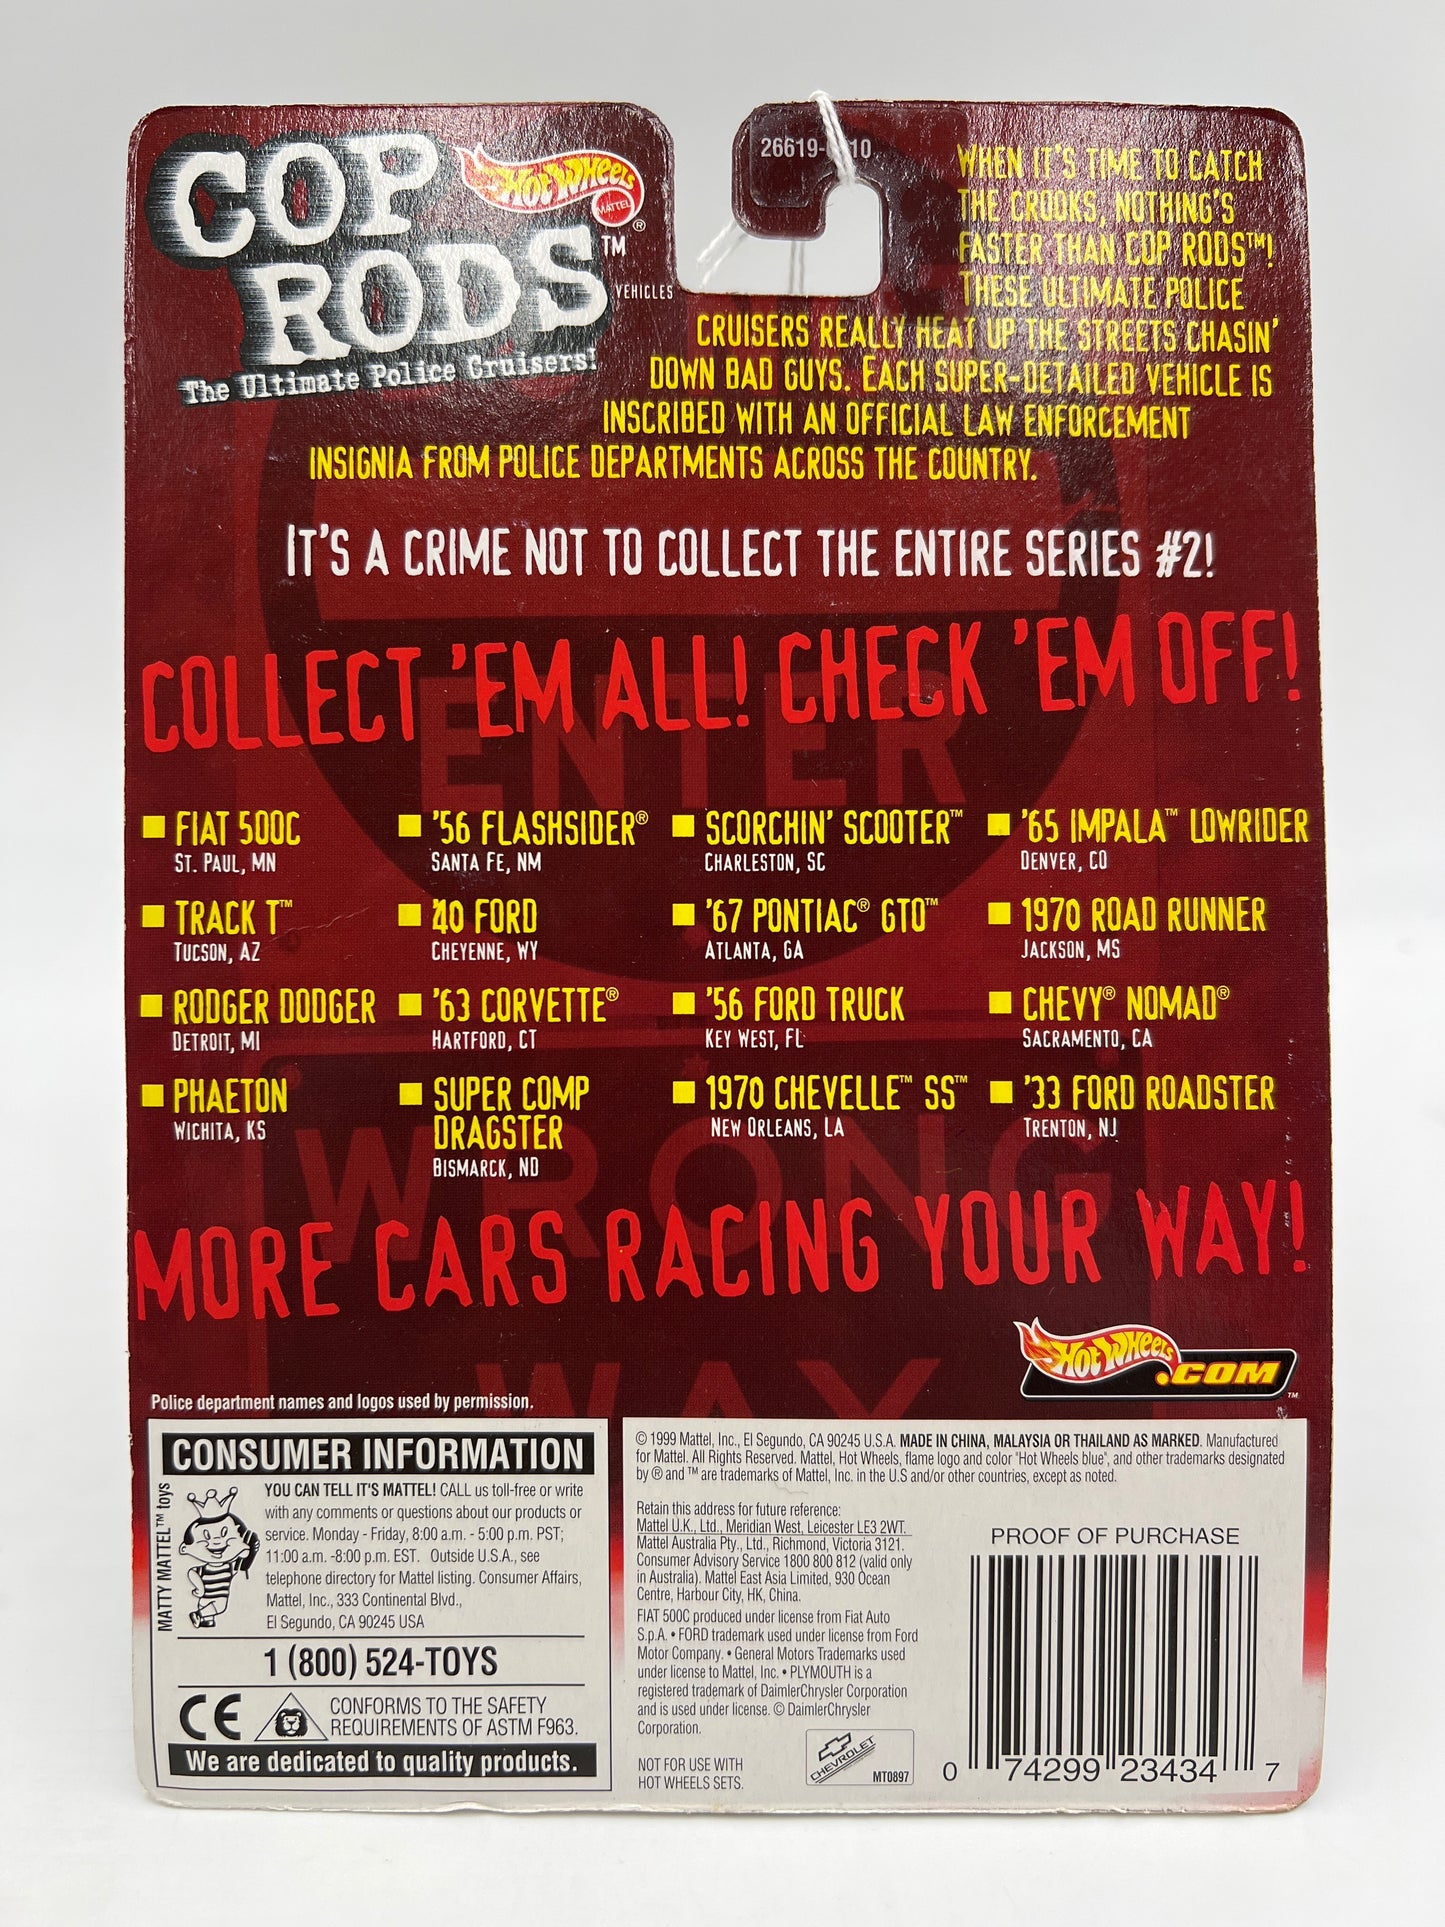 COP
RODS™
VEHICLES
The Ultimate Police Cruisers!
Hot Wheels
MATTEL
®
26619- 10
WHEN IT'S TIME TO CATCH
THE CROOKS, NOTHING'S
FASTER THAN COP RODS™!
THESE ULTIMATE POLICE
CRUISERS REALLY HEAT UP THE STREETS CHASIN'
DOWN BAD GUYS. EACH SUPER-DETAILED VEHICLE IS
INSCRIBED WITH AN OFFICIAL LAW ENFORCEMENT
INSIGNIA FROM POLICE DEPARTMENTS ACROSS THE COUNTRY.
IT'S A CRIME NOT TO COLLECT THE ENTIRE SERIES #2!
COLLECT 'EM ALL! CHECK 'EM OFF!
ENTER
FIAT 500C
ST. PAUL, MN
'56 FLASHSIDER®
SANTA FE, NM
SCORCHIN' SCOOTER™
CHARLESTON, SC
'65 IMPALA™ LOWRIDER
DENVER, CO
TRACK T™
TUCSON, AZ
'40 FORD
CHEYENNE, WY
'67 PONTIAC® GTO™
ATLANTA, GA
1970 ROAD RUNNER
JACKSON, MS
RODGER DODGER
DETROIT, MI
'63 CORVETTE®
HARTFORD, CT
'56 FORD TRUCK
KEY WEST, FL
CHEVY® NOMAD®
SACRAMENTO, CA
PHAETON
WICHITA, KS
SUPER COMP
DRAGSTER
BISMARCK, ND
1970 CHEVELLE™ SS™
NEW ORLEANS, LA
'33 FORD ROADSTER
TRENTON, NJ
WRONG
MORE CARS RACING YOUR WAY!
WAY
Hot Wheels
.COM™
Police department names and logos used by permission.
CONSUMER INFORMATION
MATTY MATTEL™ toys
YOU CAN TELL IT'S MATTEL! CALL us toll-free or write
with any comments or questions about our products or
service. Monday - Friday, 8:00 a.m. - 5:00 p.m. PST;
11:00 a.m. -8:00 p.m. EST. Outside U.S.A., see
telephone directory for Mattel listing. Consumer Affairs,
Mattel, Inc., 333 Continental Blvd.,
El Segundo, CA 90245 USA
1 (800) 524-TOYS
CE
CONFORMS TO THE SAFETY
REQUIREMENTS OF ASTM F963.
We are dedicated to quality products.
© 1999 Mattel, Inc., El Segundo, CA 90245 U.S.A. MADE IN CHINA, MALAYSIA OR THAILAND AS MARKED. Manufactured
for Mattel. All Rights Reserved. Mattel, Hot Wheels, flame logo and color "Hot Wheels blue", and other trademarks designated
by ® and ™ are trademarks of Mattel, Inc. in the U.S and/or other countries, except as noted.
Retain this address for future reference:
Mattel U.K., Ltd., Meridian West, Leicester LE3 2WT.
Mattel Australia Pty., Ltd., Richmond, Victoria 3121.
Consumer Advisory Service 1800 800 812 (valid only
in Australia). Mattel East Asia Limited, 930 Ocean
Centre, Harbour City, HK, China.
FIAT 500C produced under license from Fiat Auto
S.p.A. • FORD trademark used under license from Ford
Motor Company. • General Motors Trademarks used
under license to Mattel, Inc. • PLYMOUTH is a
registered trademark of DaimlerChrysler Corporation
and is used under license. © DaimlerChrysler
Corporation.
NOT FOR USE WITH
HOT WHEELS SETS.
CHEVROLET
MT0897
PROOF OF PURCHASE
0 74299 23434 7